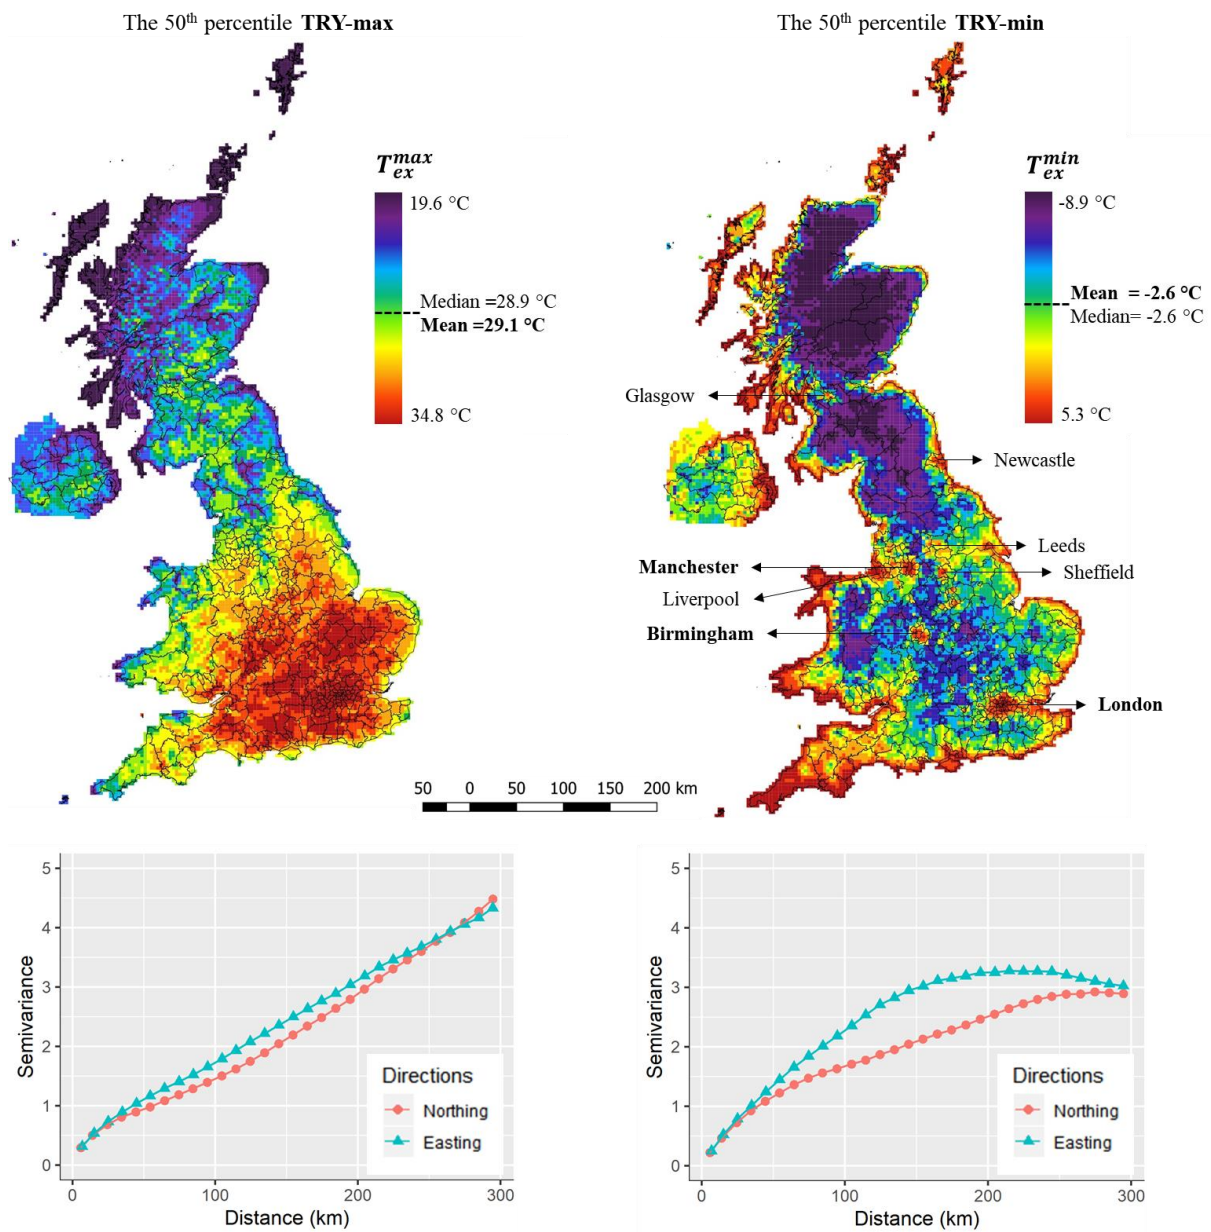 The 50th percentile TRY-max
The 50th percentile TRY-min
T_ex^max
19.6 °C
Median =28.9 °C
Mean =29.1 °C
34.8 °C
T_ex^min
-8.9 °C
Mean = -2.6 °C
Median= -2.6 °C
5.3 °C
Glasgow
Newcastle
Leeds
Manchester
Sheffield
Liverpool
Birmingham
London
50 0 50 100 150 200 km
5
4
3
2
1
0
Semivariance
0 100 200 300
Distance (km)
Directions
Northing
Easting
5
4
3
2
1
0
Semivariance
0 100 200 300
Distance (km)
Directions
Northing
Easting